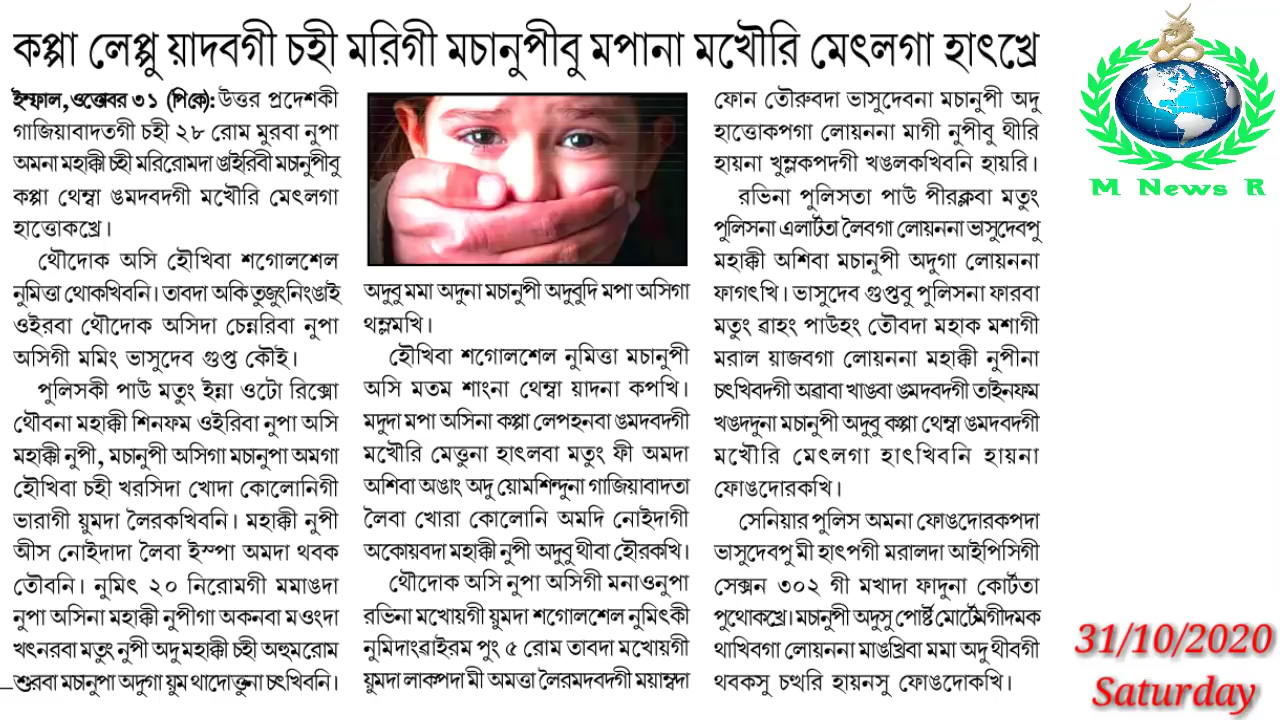 কপ্পা লেপ্পু য়াদবগী চহী মরিগী মচানুপীবু মপানা মখৌরি মেৎলগা হাৎখ্রে
ইম্ফাল, ওক্তোবর ৩১ (পি কে): উত্তর প্রদেশকী
গাজিয়াবাদতগী চহী ২৮ রোম মুরবা নুপা
অমনা মহাক্কী চহী মরিরোমদা ঙাইরিবী মচানুপীবু
কপ্পা থেম্বা ঙমদবদগী মখৌরি মেৎলগা
হাত্তোকখ্রে।
থৌদোক অসি হৌখিবা শগোলশেল
নুমিত্তা থোকখিবনি। তাবদা অকি তুজুংনিংঙাই
ওইরবা থৌদোক অসিদা চেন্নরিবা নুপা
অসিগী মমিং ভাসুদেব গুপ্ত কৌই।
পুলিসকী পাউ মতুং ইন্না ওটো রিক্সো
থৌবনা মহাক্কী শিনফম ওইরিবা নুপা অসি
মহাক্কী নুপী, মচানুপী অসিগা মচানুপা অমগা
হৌখিবা চহী খরসিদা খোদা কোলোনিগী
ভারাগী য়ুমদা লৈরকখিবনি। মহাক্কী নুপী
অীস নোইদাদা লৈবা ইস্পা অমদা থবক
তৌবনি। নুমিৎ ২০ নিরোমগী মমাঙদা
নুপা অসিনা মহাক্কী নুপীগা অকনবা মওংদা
খৎনরবা মতুং নুপী অদু মহাক্কী চহী অহুমরোম
শুরবা মচানুপা অদুগা য়ুম থাদোক্তুনা চৎখিবনি।
অদুবু মমা অদুনা মচানুপী অদুবুদি মপা অসিগা
থম্লমখি।
হৌখিবা শগোলশেল নুমিত্তা মচানুপী
অসি মতম শাংনা থেম্বা য়াদনা কপখি।
মদুদা মপা অসিনা কপ্পা লেপহনবা ঙমদবদগী
মখৌরি মেত্তুনা হাৎলবা মতুং ফী অমদা
অশিবা অঙাং অদু য়োমশিন্দুনা গাজিয়াবাদতা
লৈবা খোরা কোলোনি অমদি নোইদাগী
অকোয়বদা মহাক্কী নুপী অদুবু থীবা হৌরকখি।
থৌদোক অসি নুপা অসিগী মনাওনুপা
রভিনা মখোয়গী য়ুমদা শগোলশেল নুমিৎকী
নুমিদাংৱাইরম পুং ৫ রোম তাবদা মখোয়গী
য়ুমদা লাকপদা মী অমত্তা লৈরমদবদগী ময়াম্বদা
ফোন তৌরুবদা ভাসুদেবনা মচানুপী অদু
হাত্তোকপগা লোয়ননা মাগী নুপীবু থীরি
হায়না খুম্লকপদগী খঙলকখিবনি হায়রি।
রভিনা পুলিসতা পাউ পীরক্লবা মতুং
পুলিসনা এলার্টতা লৈবগা লোয়ননা ভাসুদেবপু
মহাক্কী অশিবা মচানুপী অদুগা লোয়ননা
ফাগৎখি। ভাসুদেব গুপ্তবু পুলিসনা ফারবা
মতুং ৱাহং পাউহং তৌবদা মহাক মশাগী
মরাল য়াজবগা লোয়ননা মহাক্কী নুপীনা
চৎখিবদগী অৱাবা খাঙবা ঙমদবদগী তাইনফম
খঙদদুনা মচানুপী অদুবু কপ্পা থেম্বা ঙমদবদগী
মখৌরি মেৎলগা হাৎখিবনি হায়না
ফোঙদোরকখি।
সেনিয়ার পুলিস অমনা ফোঙদোরকপদা
ভাসুদেবপু মী হাৎপগী মরালদা আইপিসিগী
সেক্সন ৩০২ গী মখাদা ফাদুনা কোর্টতা
পুথোকখ্রে। মচানুপী অদুসু পোর্ষ্ট মোর্টেমগীদমক
থাখিবগা লোয়ননা মাঙখ্রিবা মমা অদু থীবগী
থবকসু চত্থরি হায়নসু ফোঙদোকখি।
M News R
31/10/2020
Saturday